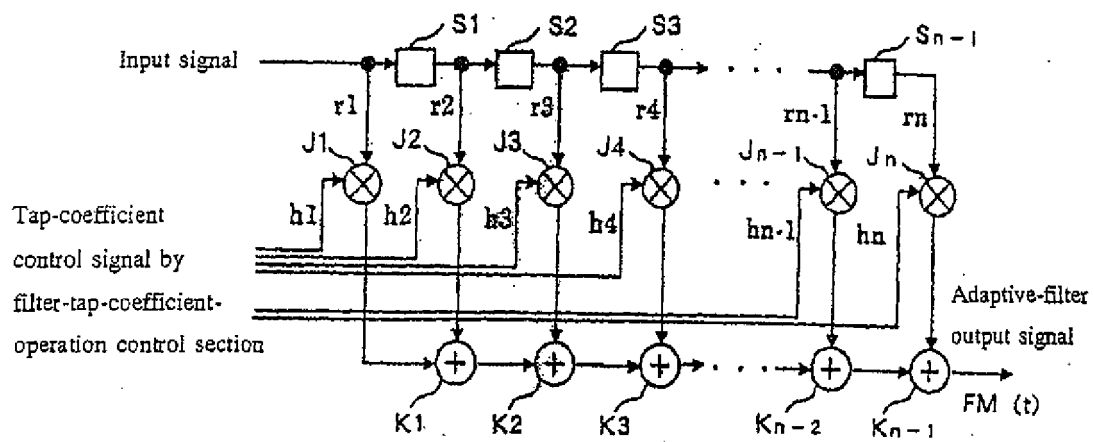 S1 S2 S3 Sn-1
Input signal
r1 r2 r3 r4 rn-1 rn
J1 J2 J3 J4 Jn-1 Jn
· · · · ·
h1 h2 h3 h4 hn-1 hn
Tap-coefficient
control signal by
filter-tap-coefficient-
operation control section
Adaptive-filter
output signal
K1 K2 K3 Kn-2 Kn-1
FM (t)